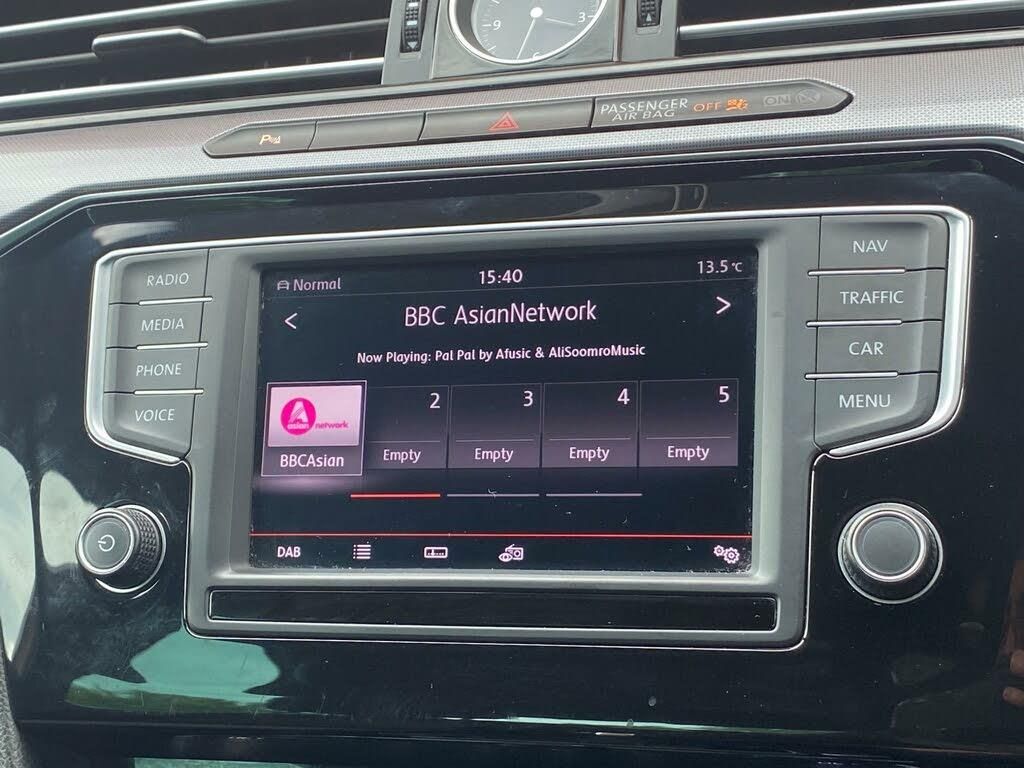 9
3
PASSENGER
AIR BAG
OFF
ON
RADIO
MEDIA
PHONE
VOICE
Normal
15:40
13.5°C
<
BBC AsianNetwork
>
Now Playing: Pal Pal by Afusic & AliSoomroMusic
asian network
BBCAsian
2
Empty
3
Empty
4
Empty
5
Empty
DAB
NAV
TRAFFIC
CAR
MENU